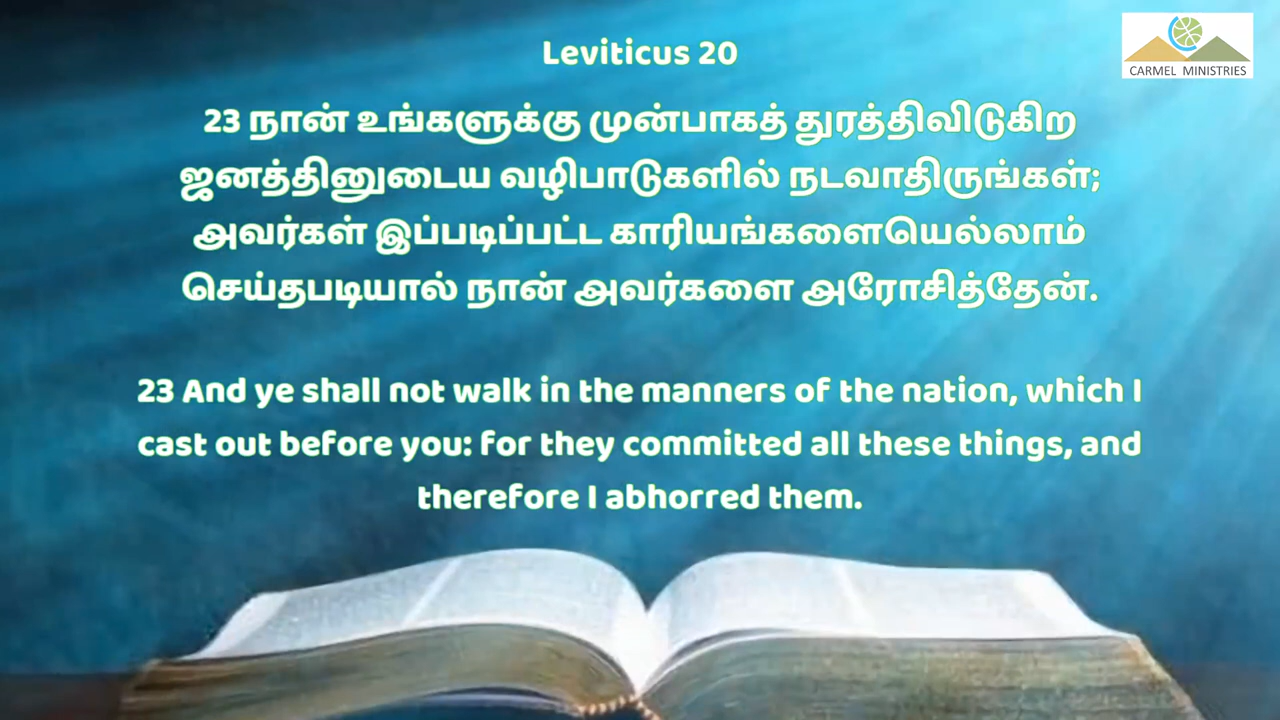 Leviticus 20
CARMEL MINISTRIES
23 நான் உங்களுக்கு முன்பாகத் துரத்திவிடுகிற
ஜனத்தினுடைய வழிபாடுகளில் நடவாதிருங்கள்;
அவர்கள் இப்படிப்பட்ட காரியங்களையெல்லாம்
செய்தபடியால் நான் அவர்களை அரோசித்தேன்.
23 And ye shall not walk in the manners of the nation, which I
cast out before you: for they committed all these things, and
therefore I abhorred them.